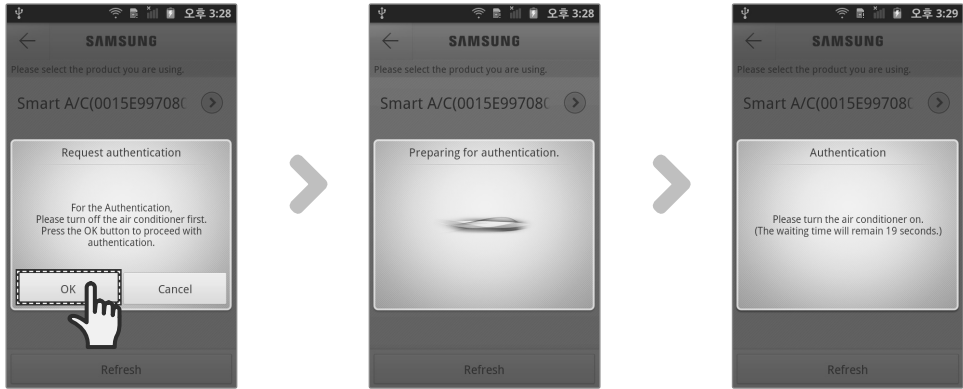 오후 3:28
SAMSUNG
Please select the product you are using.
Smart A/C(0015E99708
Request authentication
For the Authentication,
Please turn off the air conditioner first.
Press the OK button to proceed with
authentication.
OK
Cancel
Refresh
오후 3:28
SAMSUNG
Please select the product you are using.
Smart A/C(0015E99708
Preparing for authentication.
Refresh
오후 3:29
SAMSUNG
Please select the product you are using.
Smart A/C(0015E99708
Authentication
Please turn the air conditioner on.
(The waiting time will remain 19 seconds.)
Refresh